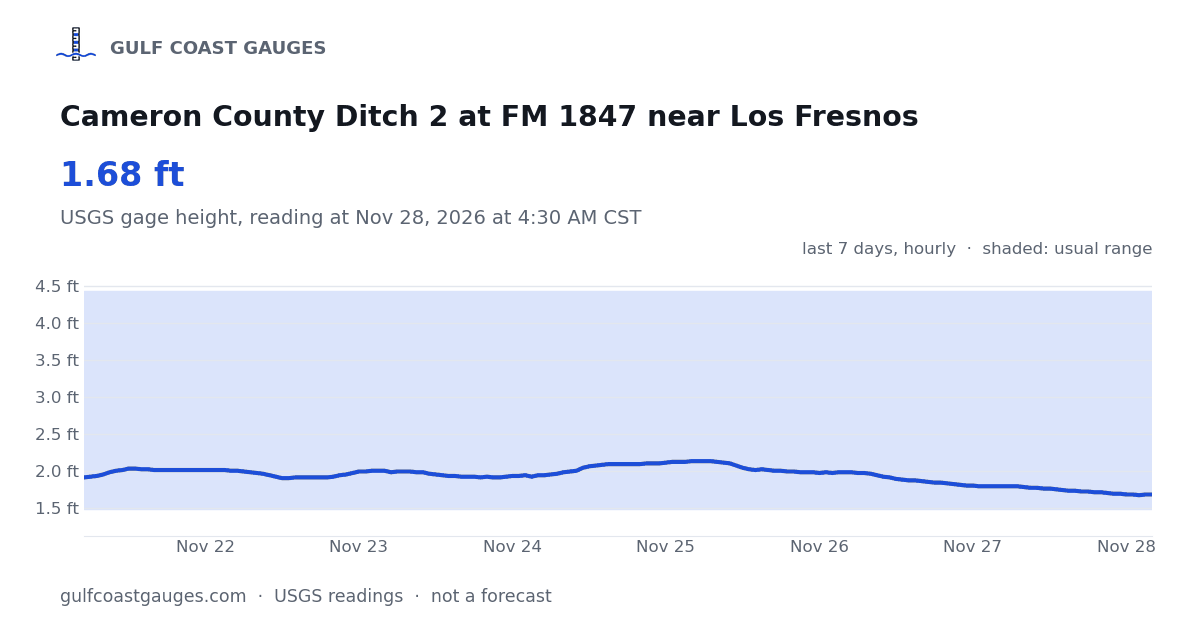 GULF COAST GAUGES
Cameron County Ditch 2 at FM 1847 near Los Fresnos
1.68 ft
USGS gage height, reading at Nov 28, 2026 at 4:30 AM CST
last 7 days, hourly · shaded: usual range
4.5 ft
4.0 ft
3.5 ft
3.0 ft
2.5 ft
2.0 ft
1.5 ft
Nov 22 Nov 23 Nov 24 Nov 25 Nov 26 Nov 27 Nov 28
gulfcoastgauges.com · USGS readings · not a forecast